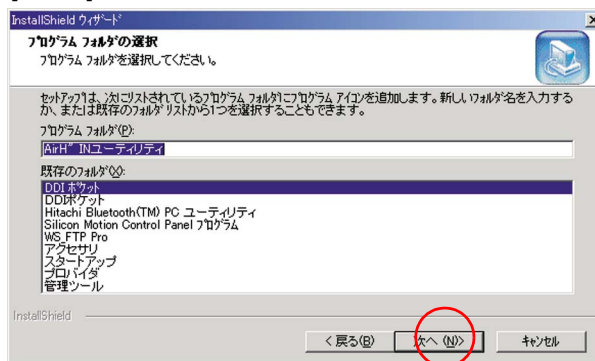 InstallShield ウィザード
プログラム フォルダの選択
プログラム フォルダを選択してください。
セットアップは、次にリストされているプログラム フォルダにプログラム アイコンを追加します。新しいフォルダ名を入力する
か、または既存のフォルダ リストから1つを選択することもできます。
プログラム フォルダ(P):
AirH" INユーティリティ
既存のフォルダ(X):
DDI ポケット
DDIポケット
Hitachi Bluetooth(TM) PC ユーティリティ
Silicon Motion Control Panel プログラム
WS_FTP Pro
アクセサリ
スタートアップ
プロバイダ
管理ツール
InstallShield
< 戻る(B)
次へ (N)>
キャンセル